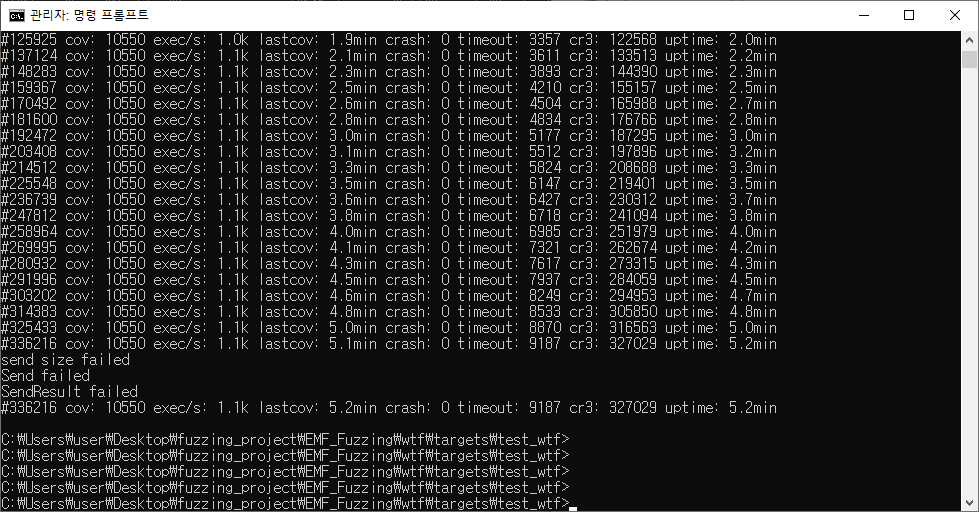 관리자: 명령 프롬프트
#125925 cov: 10550 exec/s: 1.0k lastcov: 1.9min crash: 0 timeout: 3357 cr3: 122568 uptime: 2.0min
#137124 cov: 10550 exec/s: 1.1k lastcov: 2.1min crash: 0 timeout: 3611 cr3: 133513 uptime: 2.2min
#148283 cov: 10550 exec/s: 1.1k lastcov: 2.3min crash: 0 timeout: 3893 cr3: 144390 uptime: 2.3min
#159367 cov: 10550 exec/s: 1.1k lastcov: 2.5min crash: 0 timeout: 4210 cr3: 155157 uptime: 2.5min
#170492 cov: 10550 exec/s: 1.1k lastcov: 2.6min crash: 0 timeout: 4504 cr3: 165988 uptime: 2.7min
#181600 cov: 10550 exec/s: 1.1k lastcov: 2.8min crash: 0 timeout: 4834 cr3: 176766 uptime: 2.8min
#192472 cov: 10550 exec/s: 1.1k lastcov: 3.0min crash: 0 timeout: 5177 cr3: 187295 uptime: 3.0min
#203408 cov: 10550 exec/s: 1.1k lastcov: 3.1min crash: 0 timeout: 5512 cr3: 197896 uptime: 3.2min
#214512 cov: 10550 exec/s: 1.1k lastcov: 3.3min crash: 0 timeout: 5824 cr3: 208688 uptime: 3.3min
#225548 cov: 10550 exec/s: 1.1k lastcov: 3.5min crash: 0 timeout: 6147 cr3: 219401 uptime: 3.5min
#236739 cov: 10550 exec/s: 1.1k lastcov: 3.6min crash: 0 timeout: 6427 cr3: 230312 uptime: 3.7min
#247812 cov: 10550 exec/s: 1.1k lastcov: 3.8min crash: 0 timeout: 6718 cr3: 241094 uptime: 3.8min
#258964 cov: 10550 exec/s: 1.1k lastcov: 4.0min crash: 0 timeout: 6985 cr3: 251979 uptime: 4.0min
#269995 cov: 10550 exec/s: 1.1k lastcov: 4.1min crash: 0 timeout: 7321 cr3: 262674 uptime: 4.2min
#280932 cov: 10550 exec/s: 1.1k lastcov: 4.3min crash: 0 timeout: 7617 cr3: 273315 uptime: 4.3min
#291996 cov: 10550 exec/s: 1.1k lastcov: 4.5min crash: 0 timeout: 7937 cr3: 284059 uptime: 4.5min
#303202 cov: 10550 exec/s: 1.1k lastcov: 4.6min crash: 0 timeout: 8249 cr3: 294953 uptime: 4.7min
#314383 cov: 10550 exec/s: 1.1k lastcov: 4.8min crash: 0 timeout: 8533 cr3: 305850 uptime: 4.8min
#325433 cov: 10550 exec/s: 1.1k lastcov: 5.0min crash: 0 timeout: 8870 cr3: 316563 uptime: 5.0min
#336216 cov: 10550 exec/s: 1.1k lastcov: 5.1min crash: 0 timeout: 9187 cr3: 327029 uptime: 5.2min
send size failed
Send failed
SendResult failed
#336216 cov: 10550 exec/s: 1.1k lastcov: 5.2min crash: 0 timeout: 9187 cr3: 327029 uptime: 5.2min
C:₩Users₩user₩Desktop₩fuzzing_project₩EMF_Fuzzing₩wtf₩targets₩test_wtf>
C:₩Users₩user₩Desktop₩fuzzing_project₩EMF_Fuzzing₩wtf₩targets₩test_wtf>
C:₩Users₩user₩Desktop₩fuzzing_project₩EMF_Fuzzing₩wtf₩targets₩test_wtf>
C:₩Users₩user₩Desktop₩fuzzing_project₩EMF_Fuzzing₩wtf₩targets₩test_wtf>
C:₩Users₩user₩Desktop₩fuzzing_project₩EMF_Fuzzing₩wtf₩targets₩test_wtf>